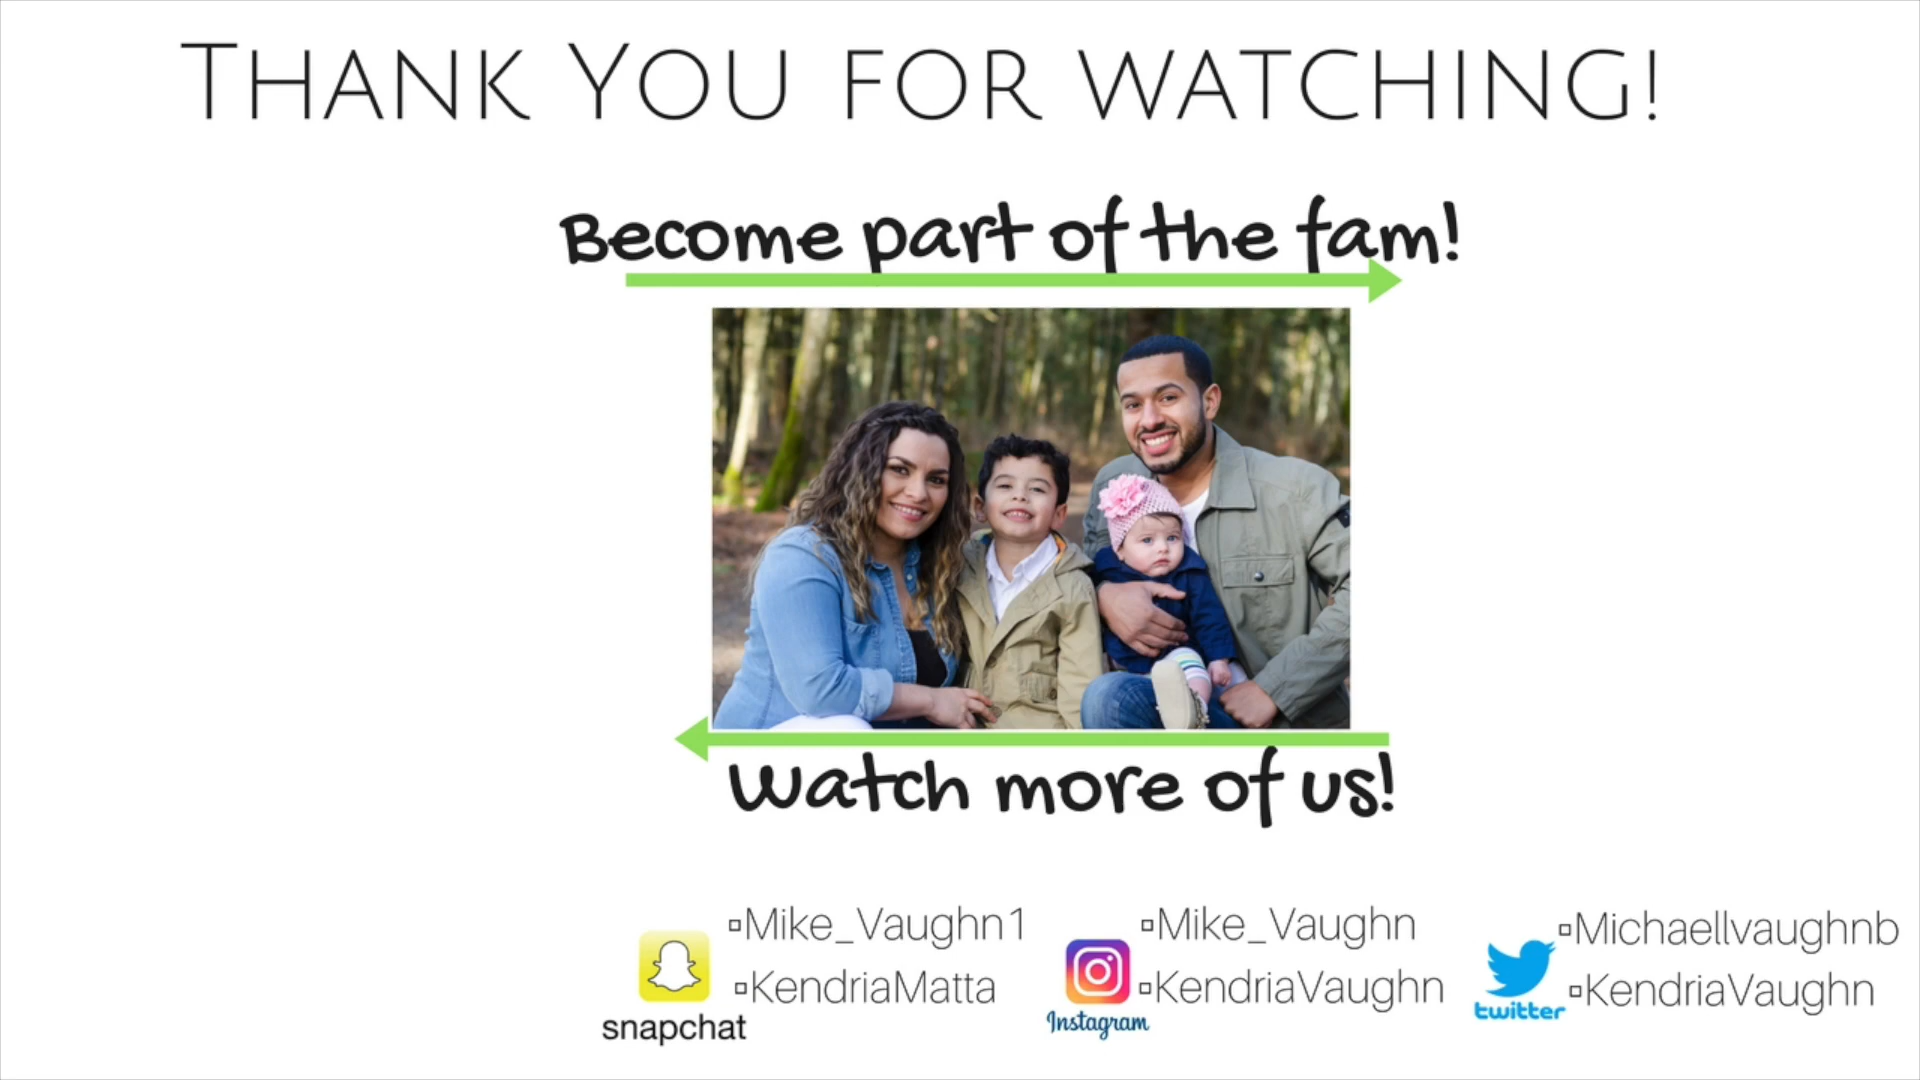 THANK YOU FOR WATCHING!
Become part of the fam!
Watch more of us!
▫Mike_Vaughn1
▫KendriaMatta
snapchat
▫Mike_Vaughn
▫KendriaVaughn
Instagram
▫Michaellvaughnb
▫KendriaVaughn
twitter